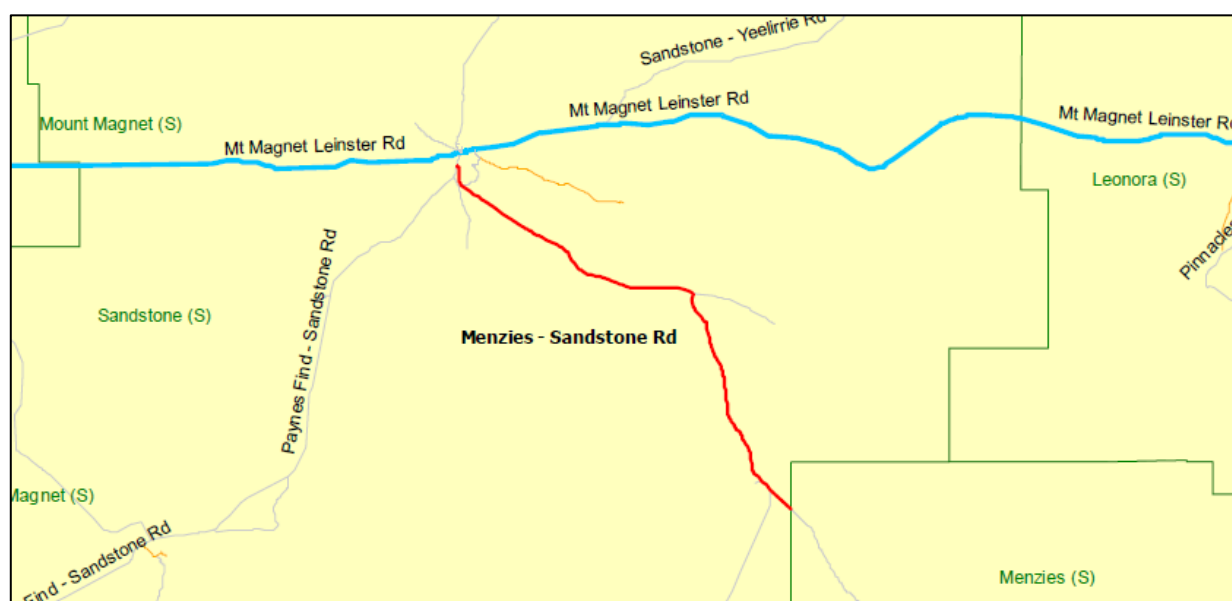 Sandstone - Yeelirrie Rd
Mt Magnet Leinster Rd
Mt Magnet Leinster Rd
Mount Magnet (S)
Mt Magnet Leinster Rd
Leonora (S)
Pinnacles
Sandstone (S)
Paynes Find - Sandstone Rd
Menzies - Sandstone Rd
Magnet (S)
Find - Sandstone Rd
Menzies (S)